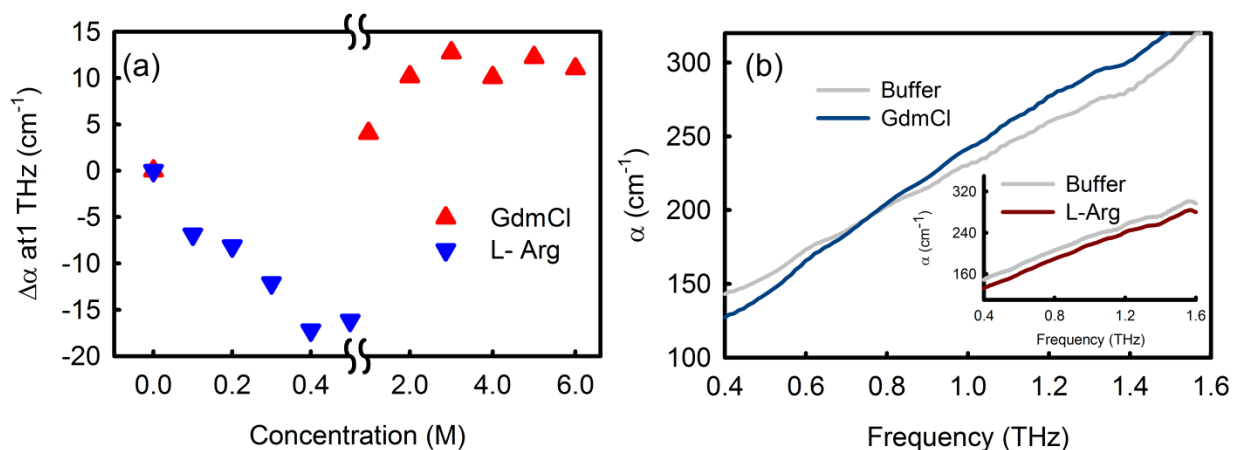 (a)
Δα at1 THz (cm⁻¹)
15
10
5
0
-5
-10
-15
-20
GdmCl
L- Arg
0.0 0.2 0.4 2.0 4.0 6.0
Concentration (M)
(b)
α (cm⁻¹)
300
250
200
150
100
Buffer
GdmCl
0.4 0.6 0.8 1.0 1.2 1.4 1.6
Frequency (THz)
Buffer
L-Arg
α (cm⁻¹)
320
240
160
0.4 0.8 1.2 1.6
Frequency (THz)